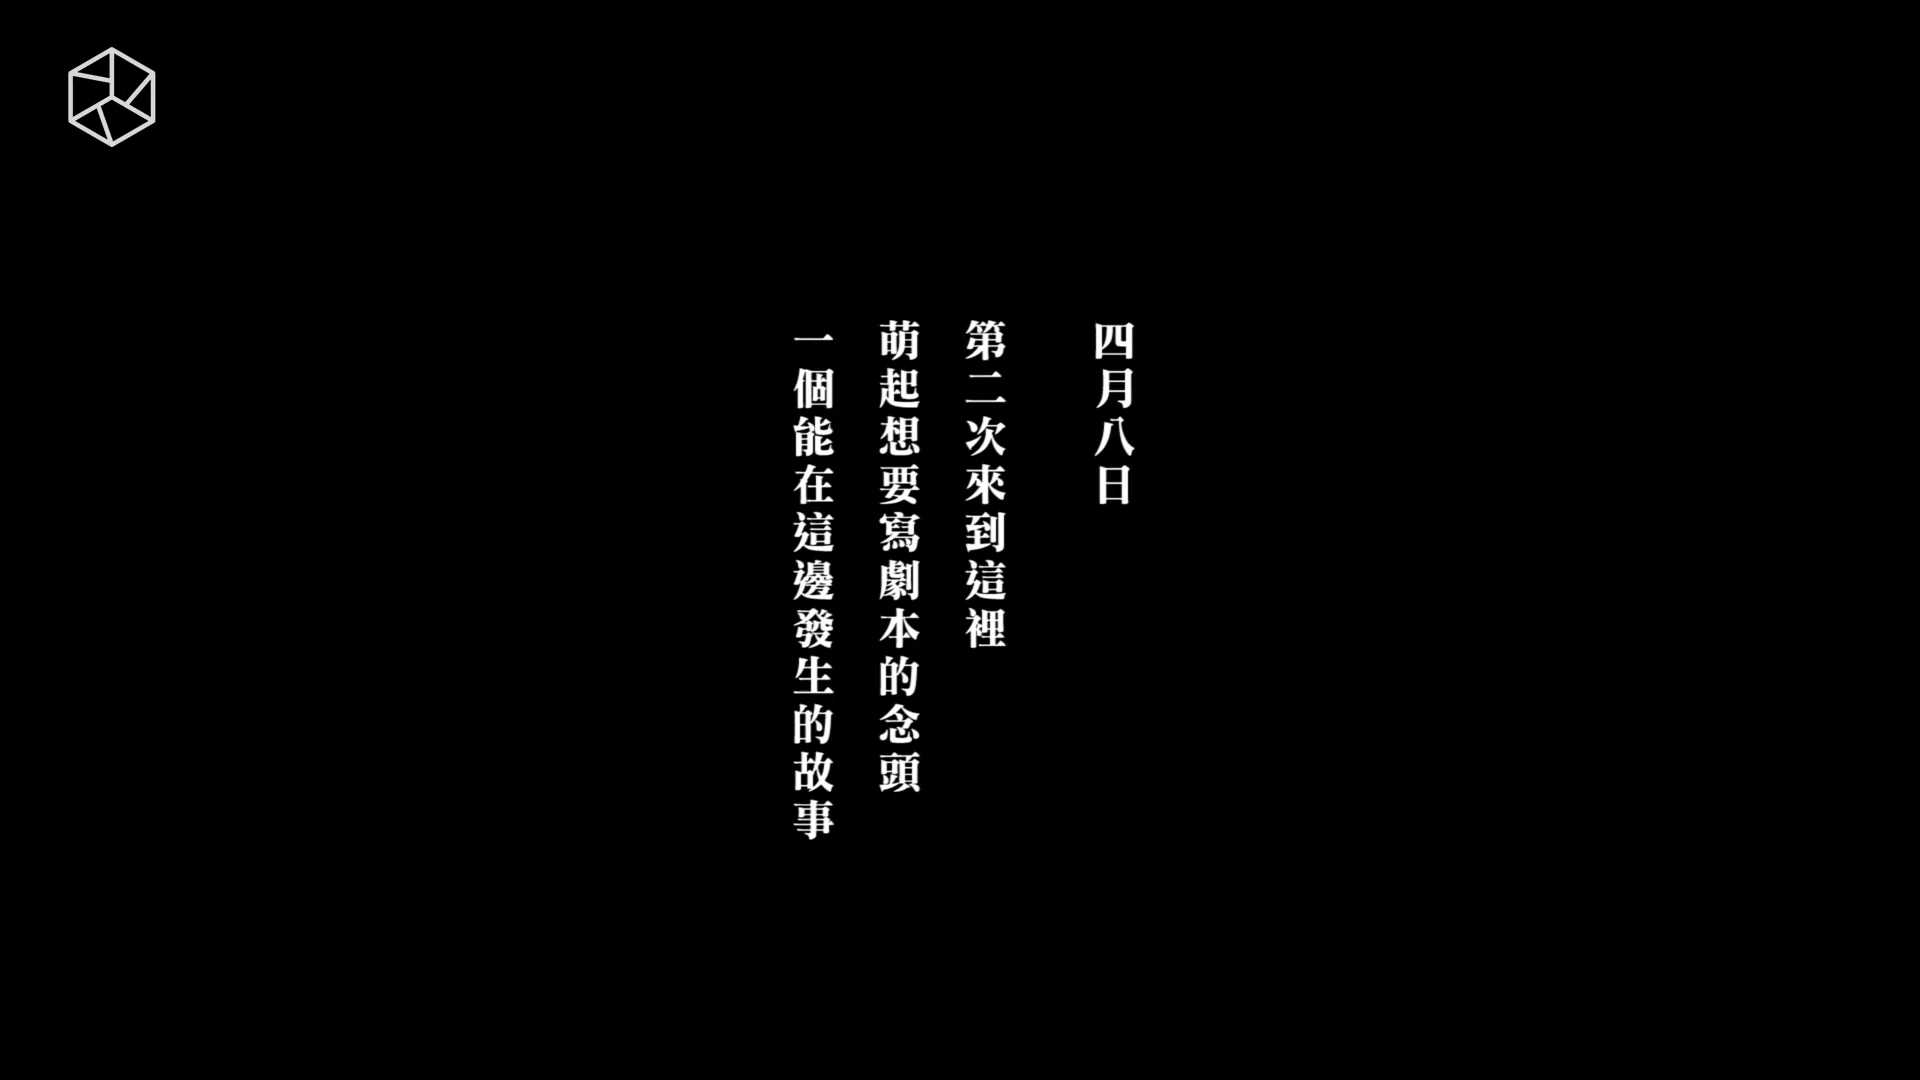 四月八日
第二次來到這裡
萌起想要寫劇本的念頭
一個能在這邊發生的故事